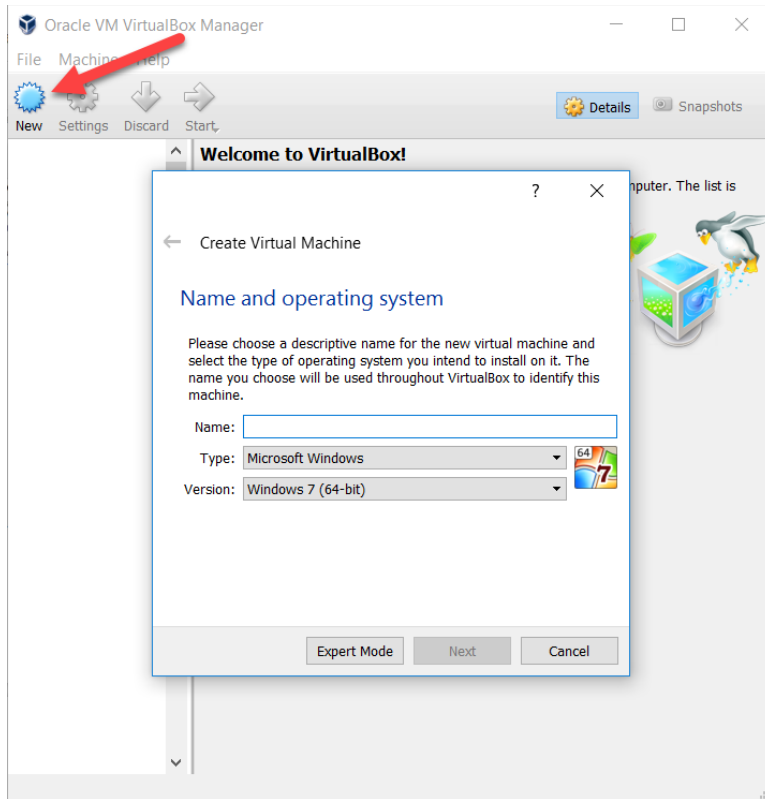 Oracle VM VirtualBox Manager
File Machine Help
New Settings Discard Start
Details Snapshots
Welcome to VirtualBox!
mputer. The list is
?
Create Virtual Machine
Name and operating system
Please choose a descriptive name for the new virtual machine and
select the type of operating system you intend to install on it. The
name you choose will be used throughout VirtualBox to identify this
machine.
Name:
Type: Microsoft Windows
64
7
Version: Windows 7 (64-bit)
Expert Mode Next Cancel